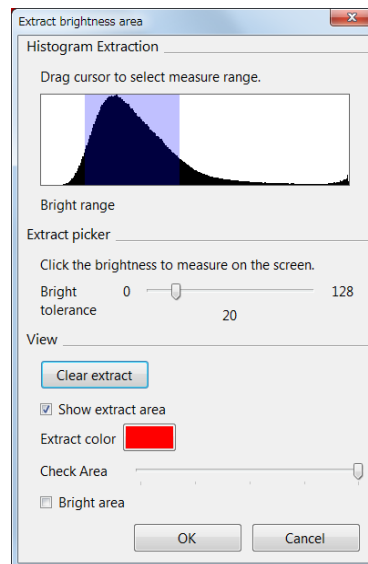 Extract brightness area
Histogram Extraction
Drag cursor to select measure range.
Bright range
Extract picker
Click the brightness to measure on the screen.
Bright tolerance 0 128
20
View
Clear extract
Show extract area
Extract color
Check Area
Bright area
OK Cancel